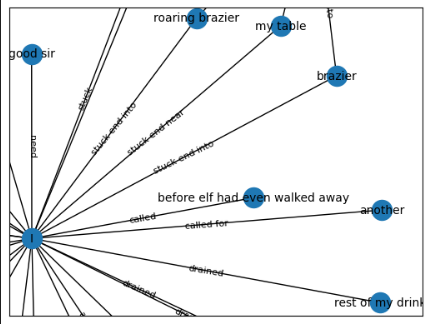 roaring brazier
my table
to
good sir
brazier
stuck
stuck end into
stuck end near
need
stuck end into
before elf had even walked away
called
another
called for
I
drained
drained
rest of my drink